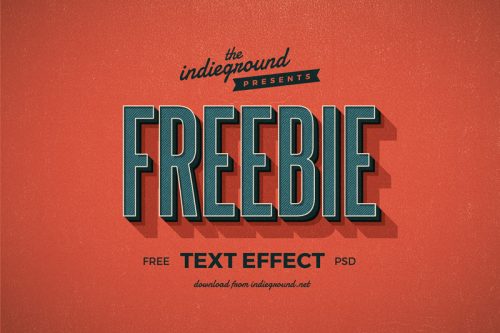 the
indieground
PRESENTS
FREEBIE
FREE TEXT EFFECT PSD
download from indieground.net